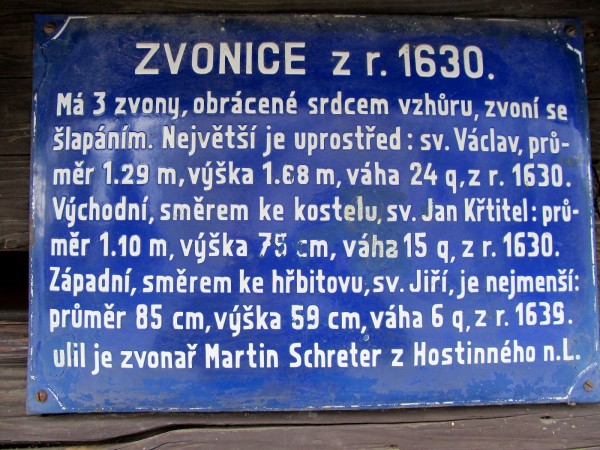 ZVONICE z r. 1630.
Má 3 zvony, obrácené srdcem vzhůru, zvoní se
šlapáním. Největší je uprostřed: sv. Václav, prů-
měr 1.29 m, výška 1.68 m, váha 24 q, z r. 1630.
Východní, směrem ke kostelu, sv. Jan Křtitel: prů-
měr 1.10 m, výška 75 cm, váha 15 q, z r. 1630.
Západní, směrem ke hřbitovu, sv. Jiří, je nejmenší:
průměr 85 cm, výška 59 cm, váha 6 q, z r. 1639.
ulil je zvonař Martin Schreter z Hostinného n.L.